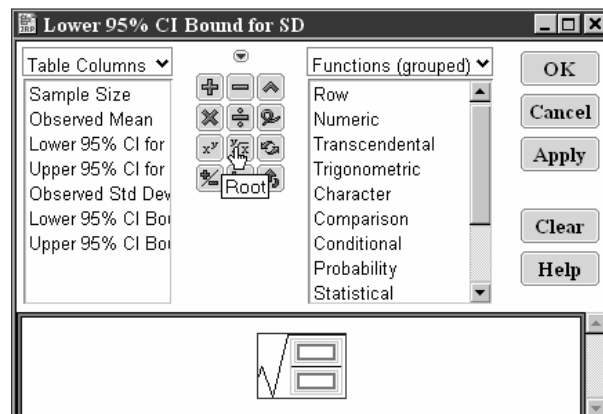 Lower 95% CI Bound for SD
Table Columns
Sample Size
Observed Mean
Lower 95% CI for
Upper 95% CI for
Observed Std Dev
Lower 95% CI Bou
Upper 95% CI Bou
Root
Functions (grouped)
Row
Numeric
Transcendental
Trigonometric
Character
Comparison
Conditional
Probability
Statistical
OK
Cancel
Apply
Clear
Help